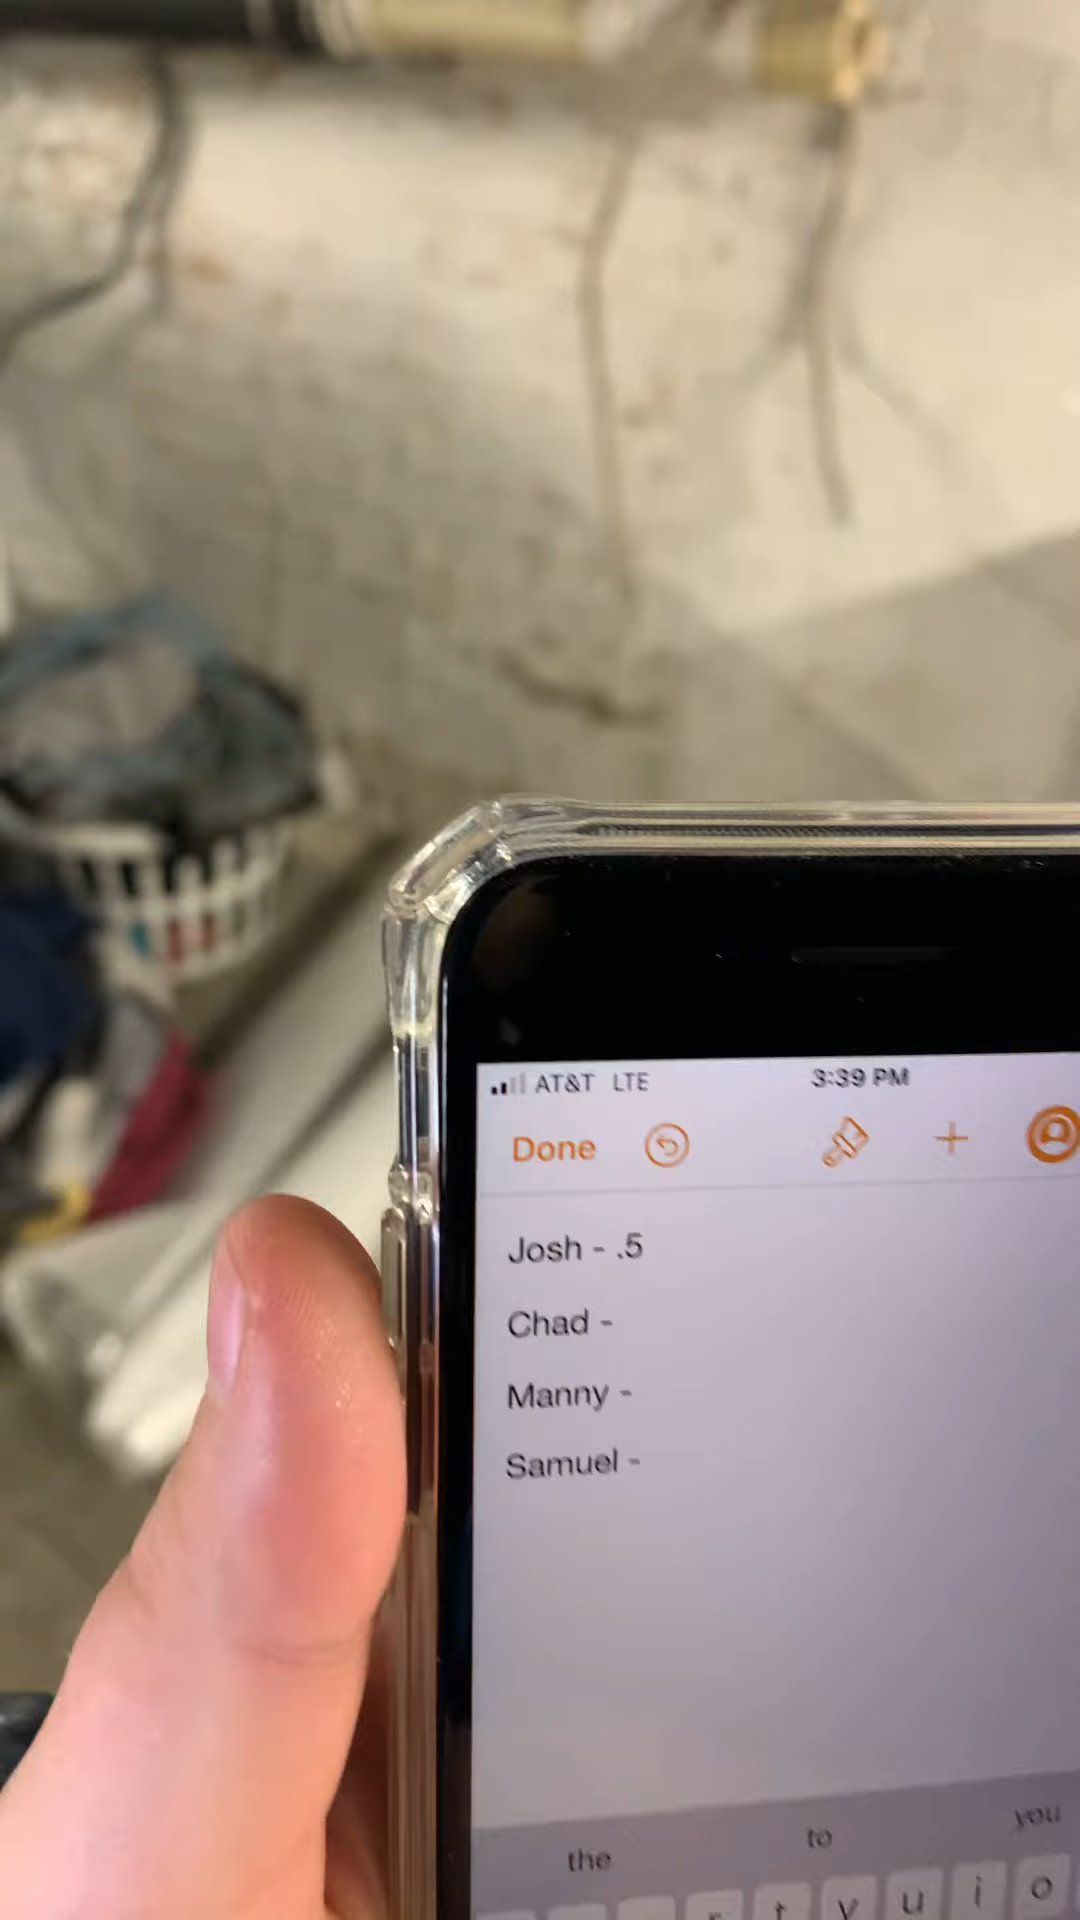 AT&T LTE 3:39 PM
Done
Josh - .5
Chad -
Manny -
Samuel -
the to you
r t y u i o